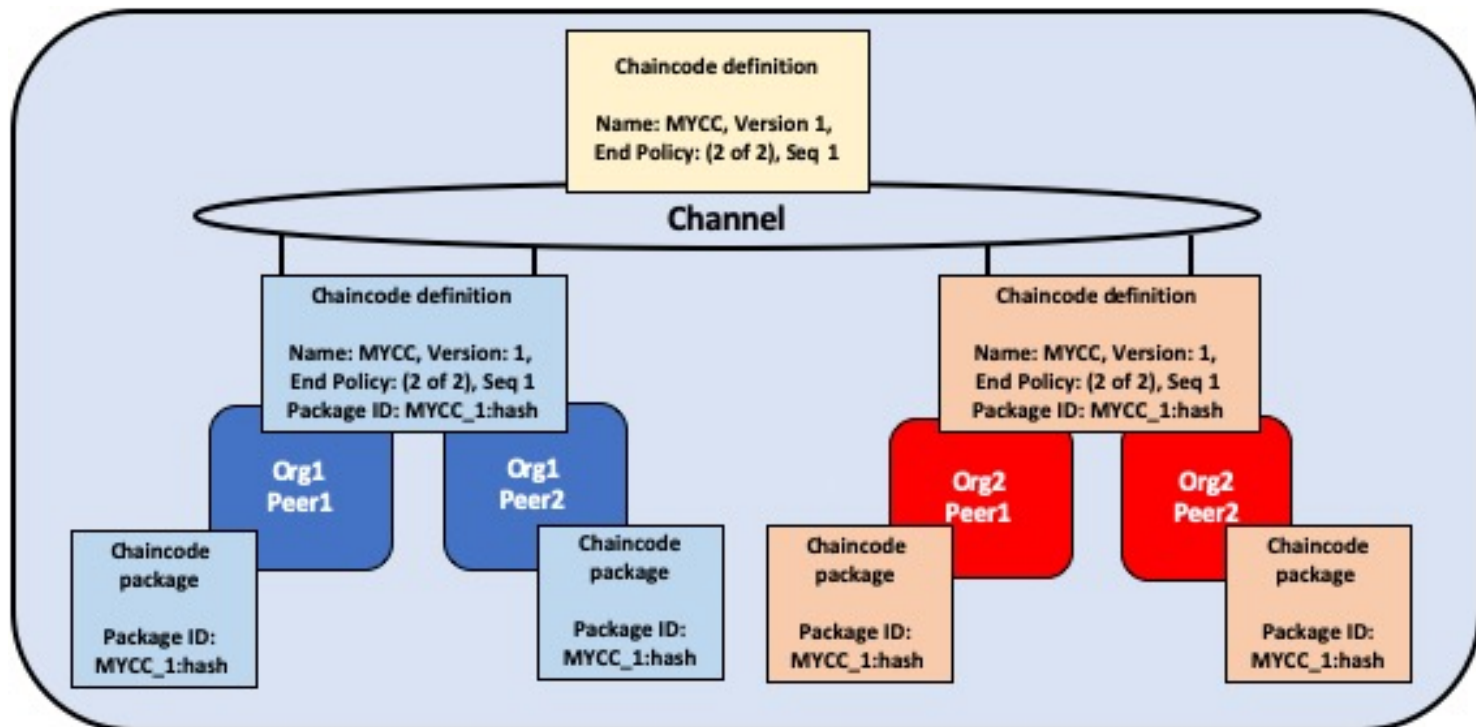 Chaincode definition
Name: MYCC, Version 1,
End Policy: (2 of 2), Seq 1
Channel
Chaincode definition
Name: MYCC, Version: 1,
End Policy: (2 of 2), Seq 1
Package ID: MYCC_1:hash
Chaincode definition
Name: MYCC, Version: 1,
End Policy: (2 of 2), Seq 1
Package ID: MYCC_1:hash
Org1
Peer1
Org1
Peer2
Org2
Peer1
Org2
Peer2
Chaincode
package
Package ID:
MYCC_1:hash
Chaincode
package
Package ID:
MYCC_1:hash
Chaincode
package
Package ID:
MYCC_1:hash
Chaincode
package
Package ID:
MYCC_1:hash